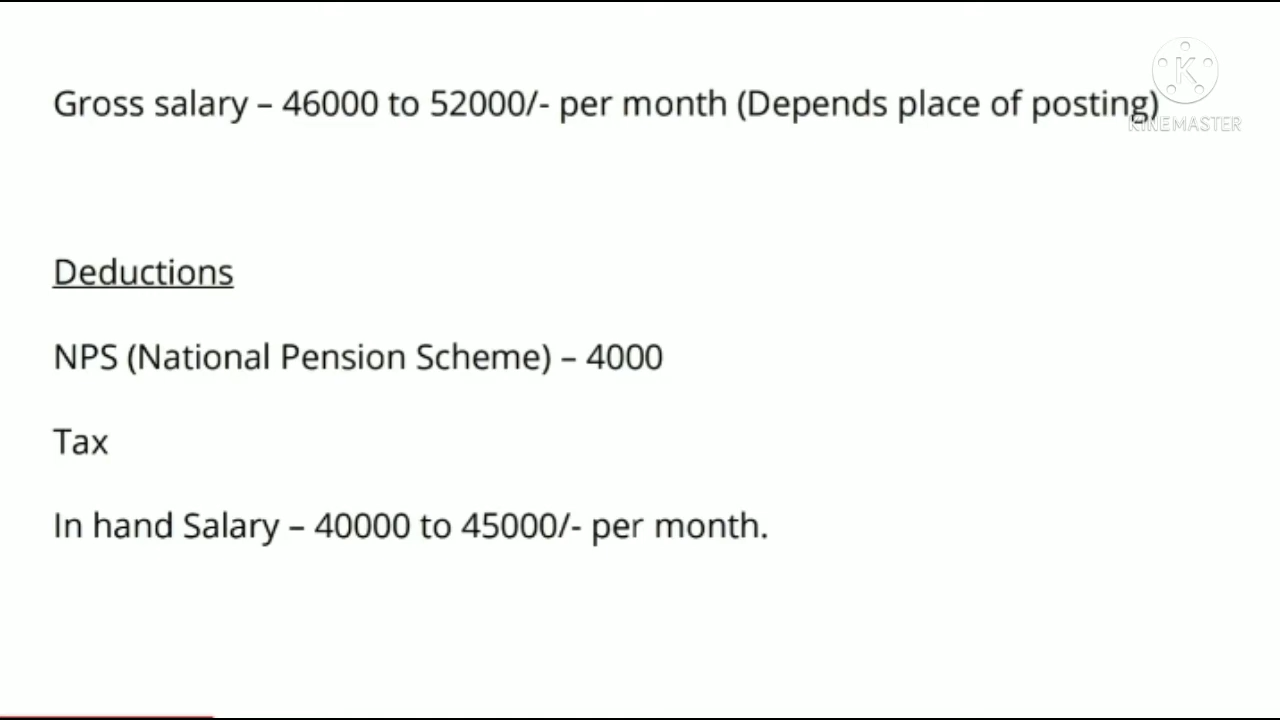 Gross salary – 46000 to 52000/- per month (Depends place of posting)
KINEMASTER
Deductions
NPS (National Pension Scheme) – 4000
Tax
In hand Salary – 40000 to 45000/- per month.